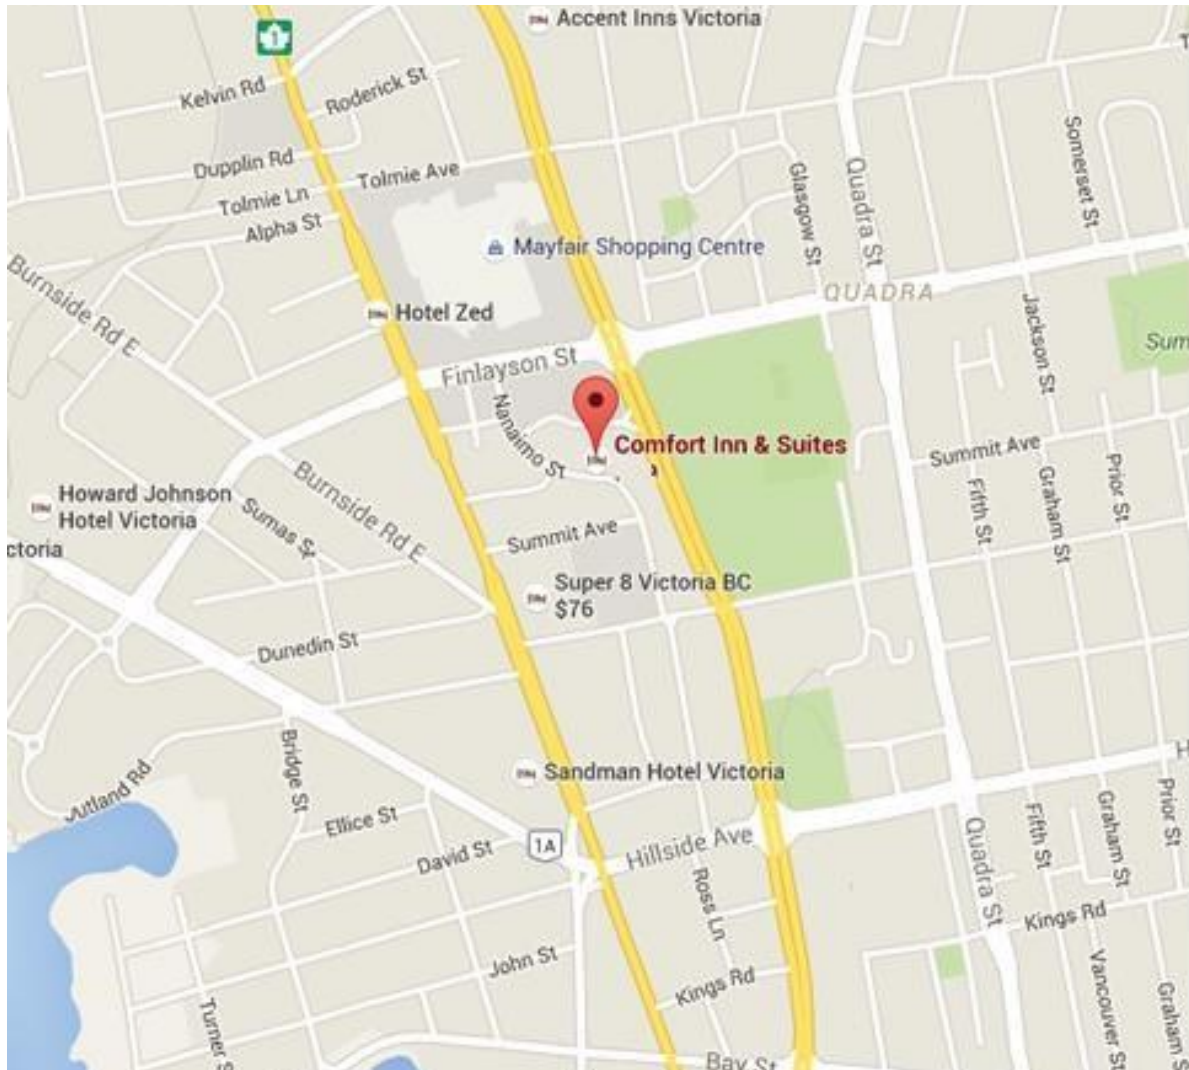 Accent Inns Victoria
1
Kelvin Rd
Roderick St
Dupplin Rd
Tolmie Ave
Tolmie Ln
Alpha St
Glasgow St
Quadra St
Somerset St
Mayfair Shopping Centre
Burnside Rd E
QUADRA
Hotel Zed
Jackson St
Sum
Finlayson St
Nanaimo St
Comfort Inn & Suites
Summit Ave
Prior St
Graham St
Fifth St
Howard Johnson
Hotel Victoria
ctoria
Sumas St
Burnside Rd E
Summit Ave
Super 8 Victoria BC
$76
Dunedin St
Bridge St
Sandman Hotel Victoria
H
utland Rd
Ellice St
1A
David St
Hillside Ave
Ross Ln
Quadra St
Fifth St
Graham St
Prior St
Kings Rd
John St
Kings Rd
Turner S
Vancouver St
Graham S
Bay St